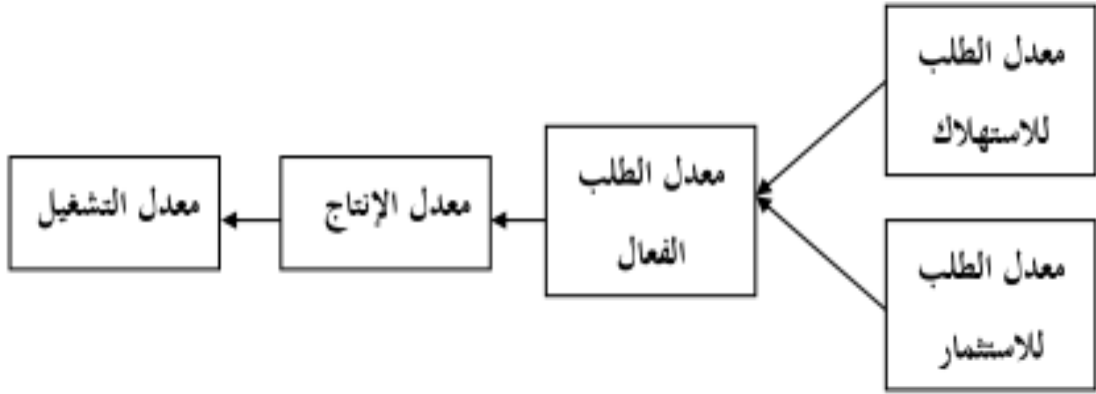 معدل الطلب
للاستهلاك
معدل الطلب
للاستثمار
معدل الطلب
الفعال
معدل الإنتاج
معدل التشغيل